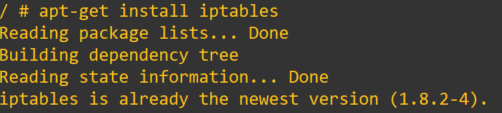 / # apt-get install iptables
Reading package lists... Done
Building dependency tree
Reading state information... Done
iptables is already the newest version (1.8.2-4).